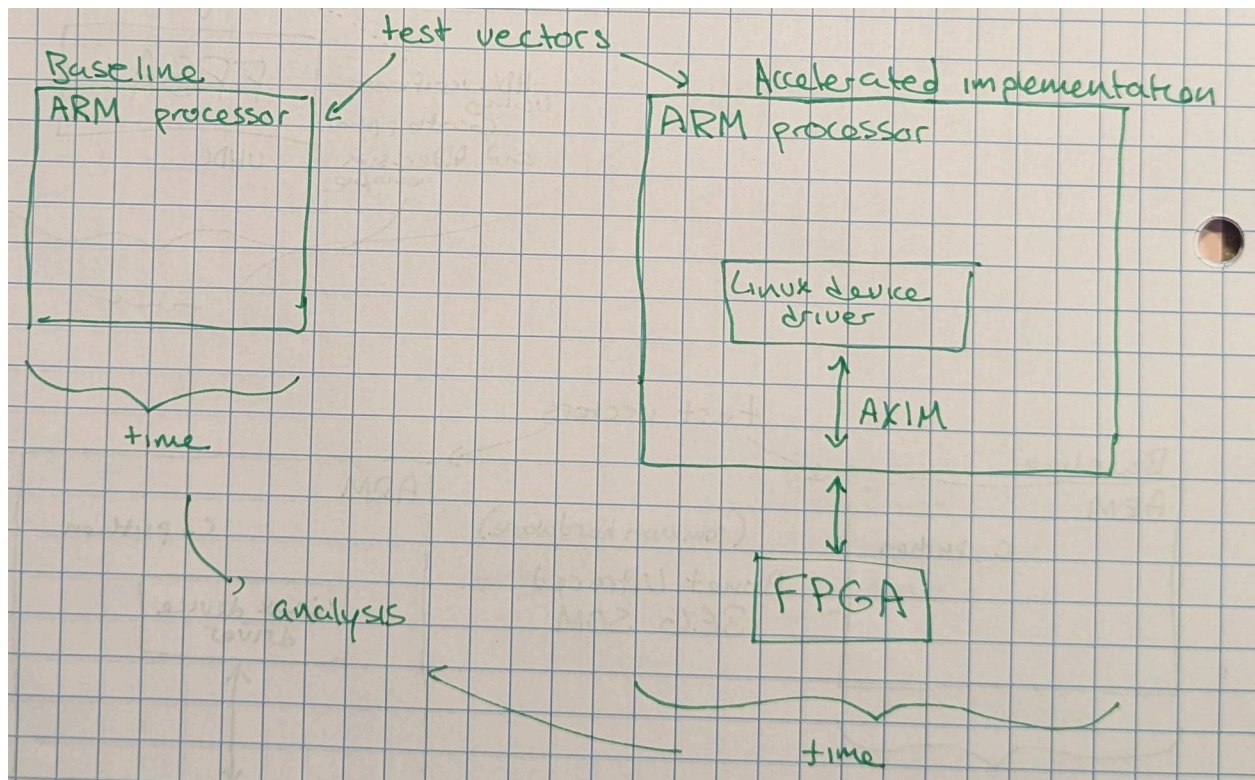 test vectors
Baseline
ARM processor
time
analysis
Accelerated implementation
ARM processor
Linux device
driver
AXIM
FPGA
time